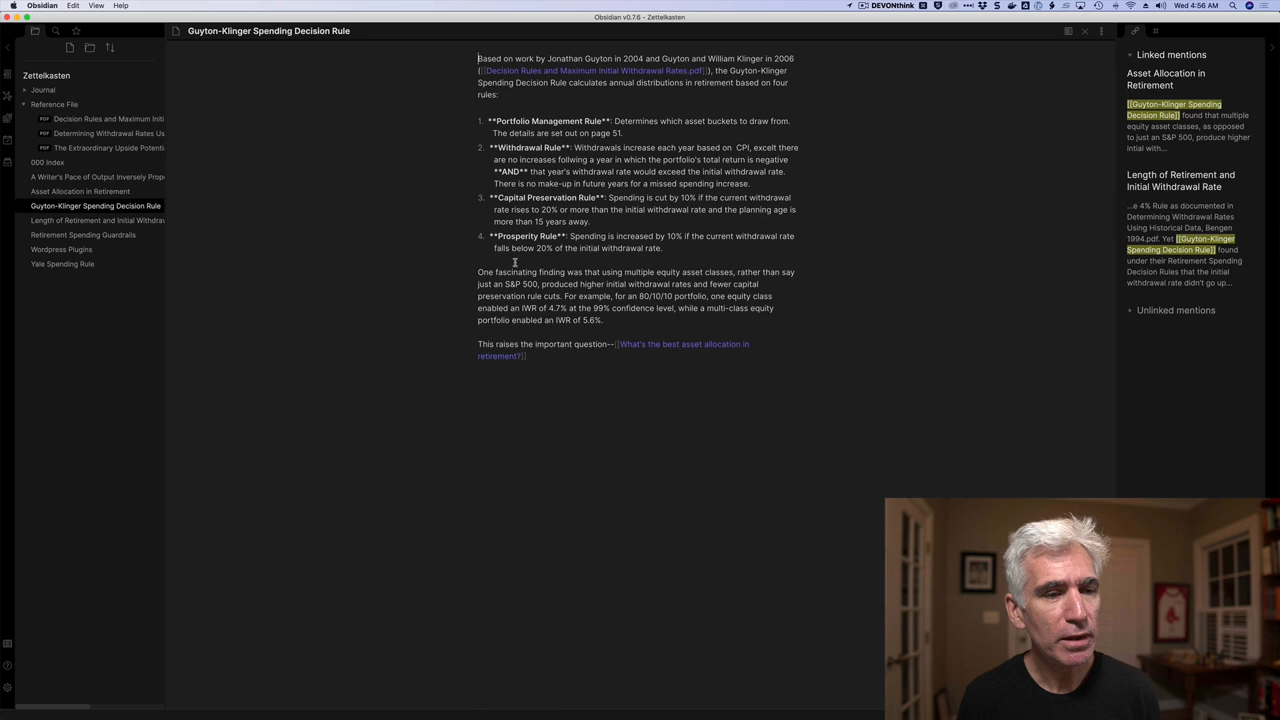 Obsidian Edit View Help
DEVONthink
Wed 4:56 AM
Obsidian v0.7.6 - Zettelkasten
Guyton-Klinger Spending Decision Rule
Zettelkasten
Journal
Reference File
PDF Decision Rules and Maximum Initi
PDF Determining Withdrawal Rates Us
PDF The Extraordinary Upside Potenti
000 Index
A Writer's Pace of Output Inversely Prop
Asset Allocation in Retirement
Guyton-Klinger Spending Decision Rule
Length of Retirement and Initial Withdraw
Retirement Spending Guardrails
Wordpress Plugins
Yale Spending Rule
Based on work by Jonathan Guyton in 2004 and Guyton and William Klinger in 2006
([[Decision Rules and Maximum Initial Withdrawal Rates.pdf]]), the Guyton-Klinger
Spending Decision Rule calculates annual distributions in retirement based on four
rules:
1. **Portfolio Management Rule**: Determines which asset buckets to draw from.
The details are set out on page 51.
2. **Withdrawal Rule**: Withdrawals increase each year based on  CPI, excelt there
are no increases follwing a year in which the portfolio's total return is negative
**AND** that year's withdrawal rate would exceed the initial withdrawal rate.
There is no make-up in future years for a missed spending increase.
3. **Capital Preservation Rule**: Spending is cut by 10% if the current withdrawal
rate rises to 20% or more than the initial withdrawal rate and the planning age is
more than 15 years away.
4. **Prosperity Rule**: Spending is increased by 10% if the current withdrawal rate
falls below 20% of the initial withdrawal rate.
One fascinating finding was that using multiple equity asset classes, rather than say
just an S&P 500, produced higher initial withdrawal rates and fewer capital
preservation rule cuts. For example, for an 80/10/10 portfolio, one equity class
enabled an IWR of 4.7% at the 99% confidence level, while a multi-class equity
portfolio enabled an IWR of 5.6%.
This raises the important question--[[What's the best asset allocation in
retirement?]]
Linked mentions
Asset Allocation in
Retirement
[[Guyton-Klinger Spending
Decision Rule]] found that multiple
equity asset classes, as opposed
to just an S&P 500, produce higher
intial with...
Length of Retirement and
Initial Withdrawal Rate
...e 4% Rule as documented in
Determining Withdrawal Rates
Using Historical Data, Bengen
1994.pdf. Yet [[Guyton-Klinger
Spending Decision Rule]] found
under their Retirement Spending
Decision Rules that the initial
withdrawal rate didn't go up...
Unlinked mentions